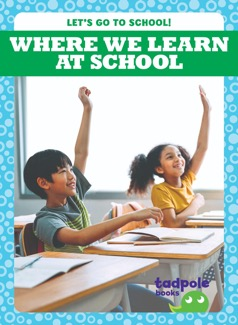 LET'S GO TO SCHOOL!
WHERE WE LEARN
AT SCHOOL
tadpole
books